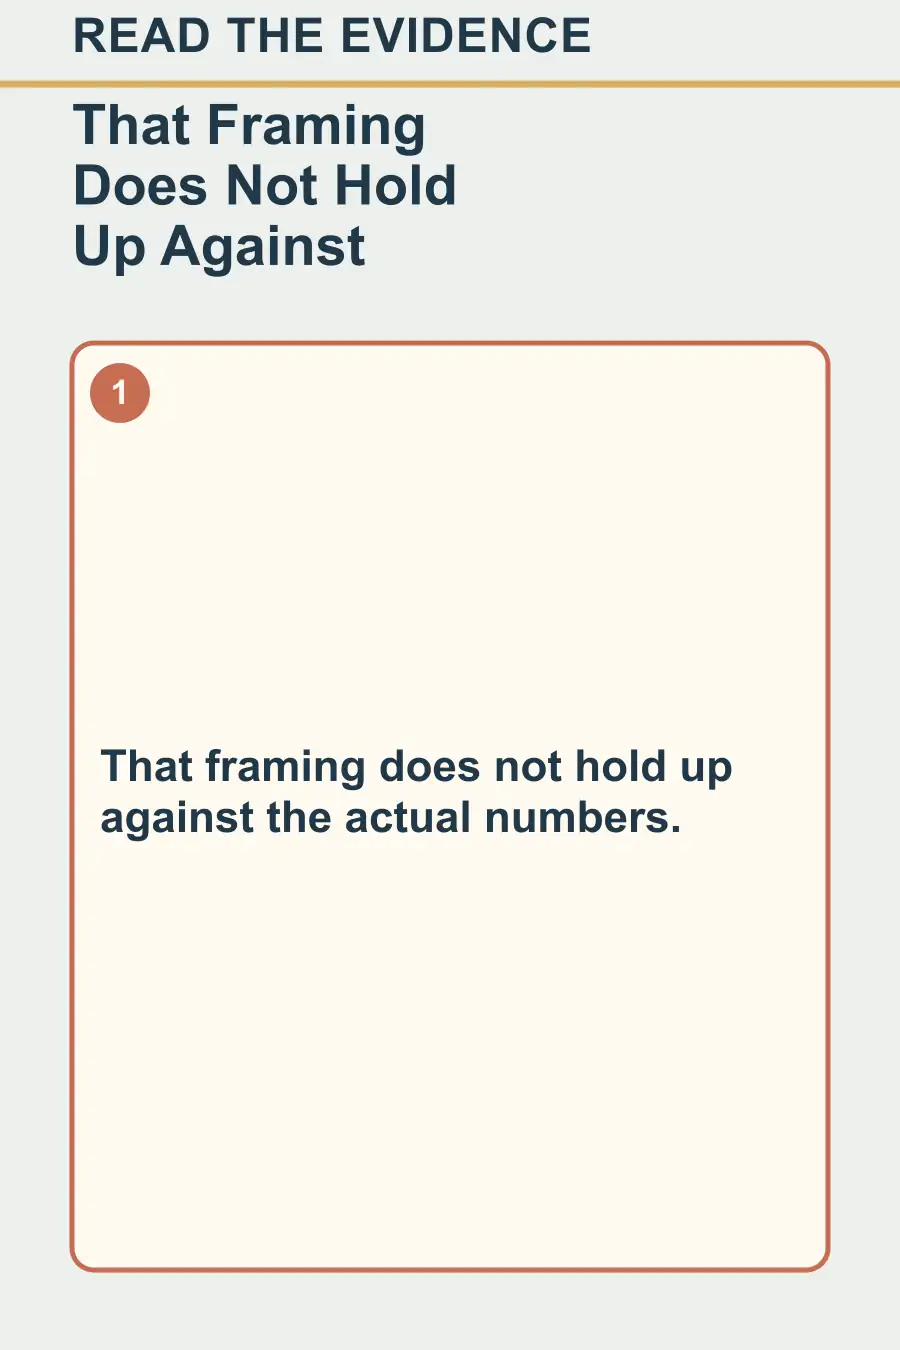 READ THE EVIDENCE
That Framing
Does Not Hold
Up Against
1
That framing does not hold up
against the actual numbers.